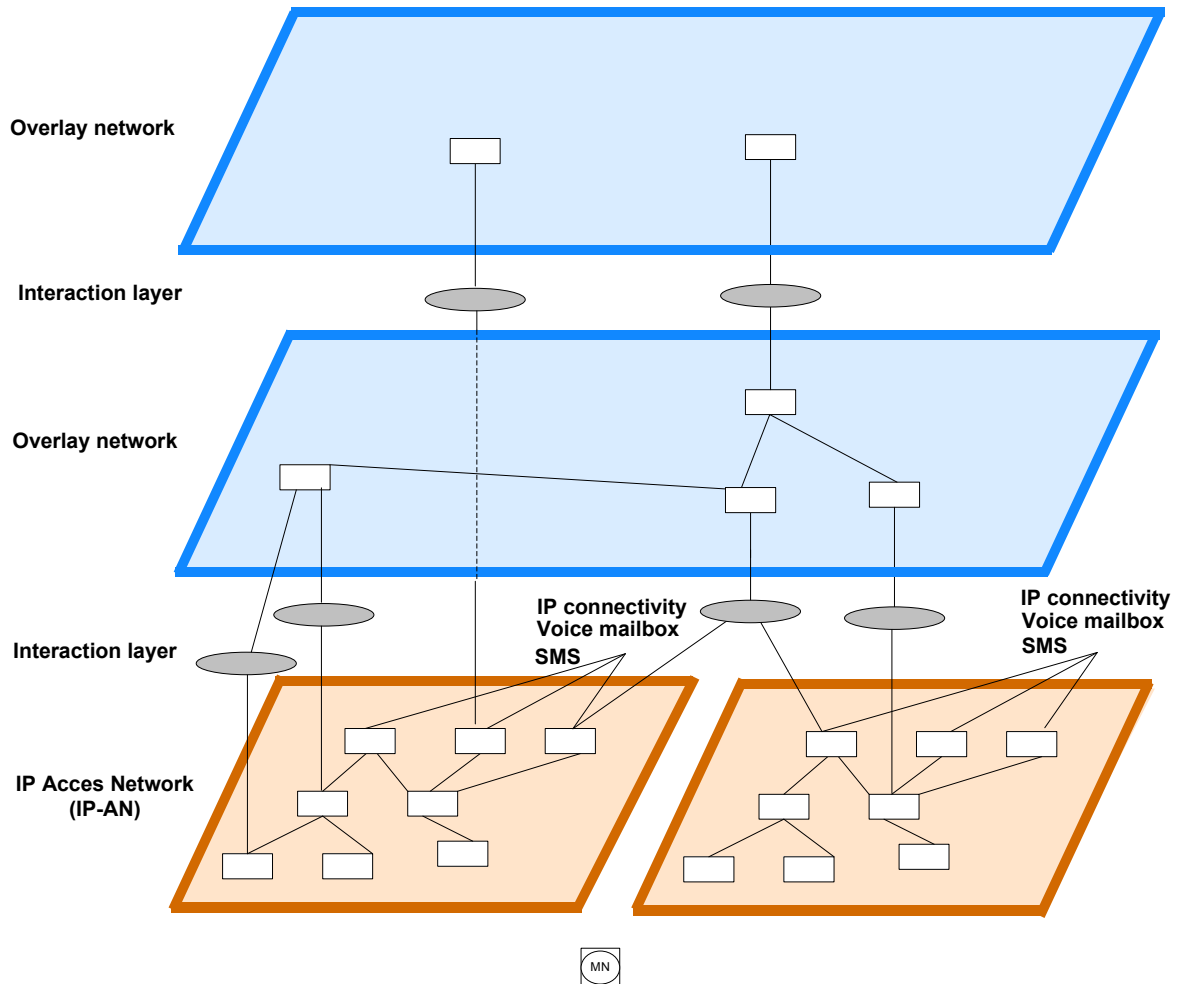 Overlay network
Interaction layer
Overlay network
IP connectivity
Voice mailbox
SMS
IP connectivity
Voice mailbox
SMS
Interaction layer
IP Acces Network
(IP-AN)
MN